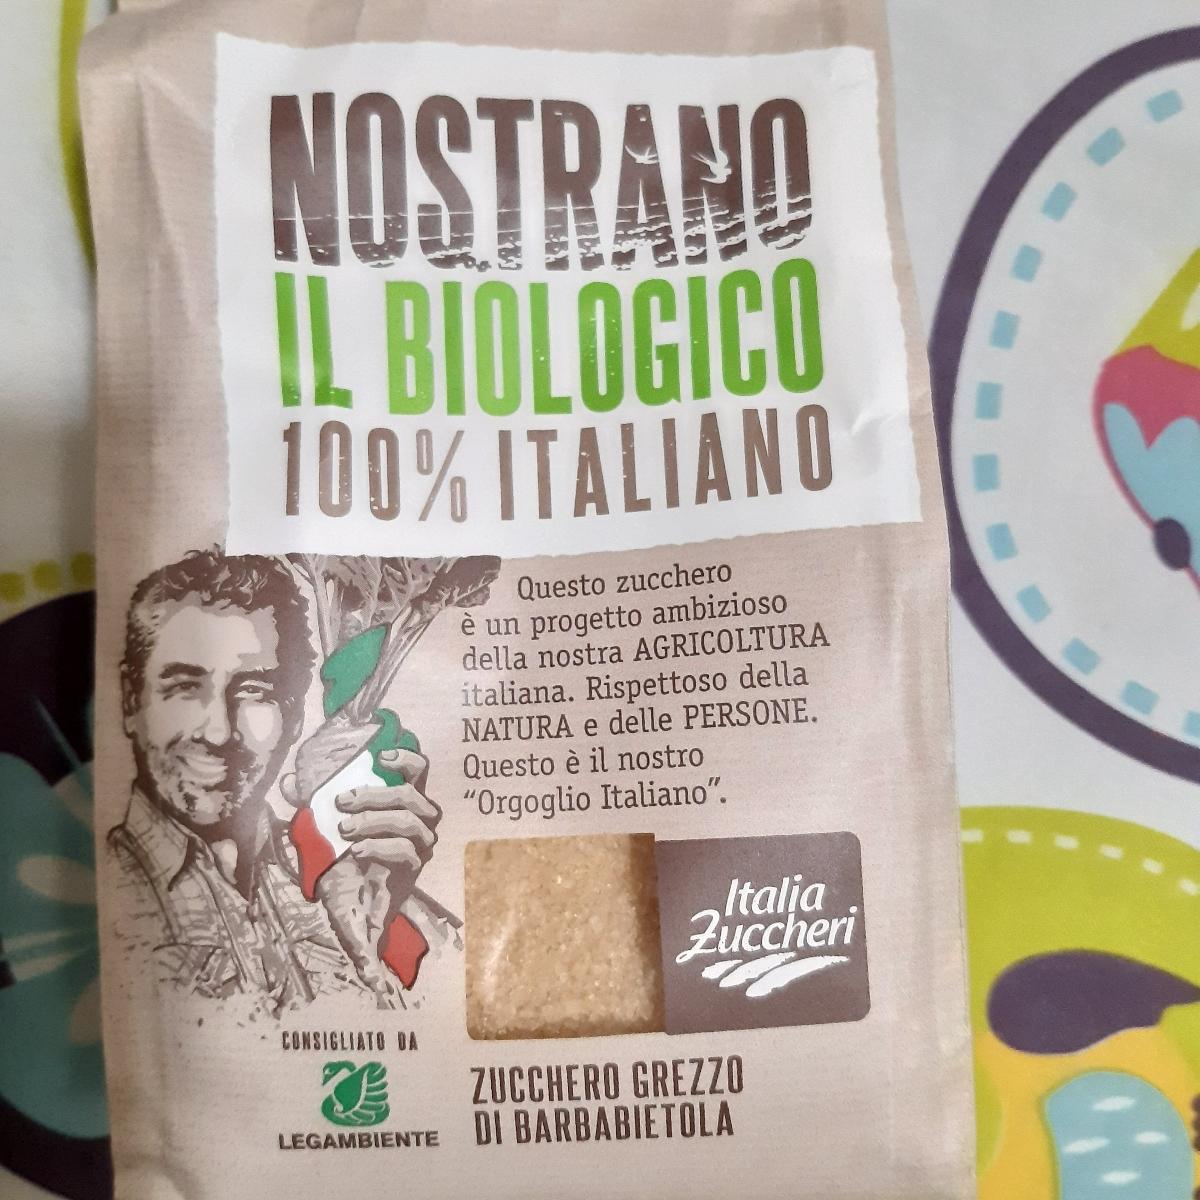 NOSTRANO
IL BIOLOGICO
100% ITALIANO
Questo zucchero
è un progetto ambizioso
della nostra AGRICOLTURA
italiana. Rispettoso della
NATURA e delle PERSONE.
Questo è il nostro
“Orgoglio Italiano”.
Italia
Zuccheri
CONSIGLIATO DA
LEGAMBIENTE
ZUCCHERO GREZZO
DI BARBABIETOLA